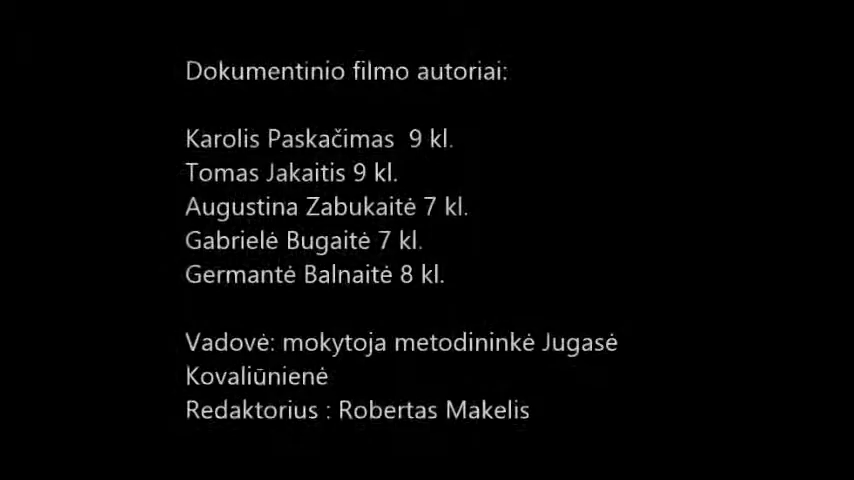 Dokumentinio filmo autoriai:
Karolis Paskačimas  9 kl.
Tomas Jakaitis 9 kl.
Augustina Zabukaitė 7 kl.
Gabrielė Bugaitė 7 kl.
Germantė Balnaitė 8 kl.
Vadovė: mokytoja metodininkė Jugasė
Kovaliūnienė
Redaktorius : Robertas Makelis